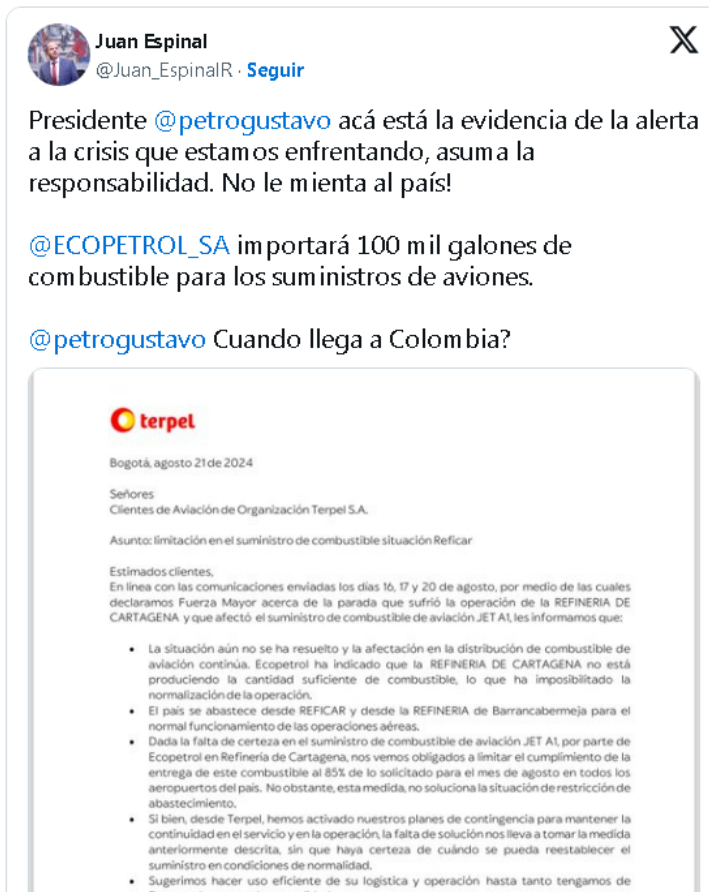 Juan Espinal
@Juan_EspinalR · Seguir
Presidente @petrogustavo acá está la evidencia de la alerta
a la crisis que estamos enfrentando, asuma la
responsabilidad. No le mienta al país!
@ECOPETROL_SA importará 100 mil galones de
combustible para los suministros de aviones.
@petrogustavo Cuando llega a Colombia?
terpel
Bogotá, agosto 21 de 2024
Señores
Clientes de Aviación de Organización Terpel S.A.
Asunto: limitación en el suministro de combustible situación Reficar
Estimados clientes,
En línea con las comunicaciones enviadas los días 16, 17 y 20 de agosto, por medio de las cuales
declaramos Fuerza Mayor acerca de la parada que sufrió la operación de la REFINERIA DE
CARTAGENA y que afectó el suministro de combustible de aviación JET A1, les informamos que:
• La situación aún no se ha resuelto y la afectación en la distribución de combustible de
aviación continúa. Ecopetrol ha indicado que la REFINERIA DE CARTAGENA no está
produciendo la cantidad suficiente de combustible, lo que ha imposibilitado la
normalización de la operación.
• El país se abastece desde REFICAR y desde la REFINERIA de Barrancabermeja para el
normal funcionamiento de las operaciones aéreas.
• Dada la falta de certeza en el suministro de combustible de aviación JET A1, por parte de
Ecopetrol en Refinería de Cartagena, nos vemos obligados a limitar el cumplimiento de la
entrega de este combustible al 85% de lo solicitado para el mes de agosto en todos los
aeropuertos del país. No obstante, esta medida, no soluciona la situación de restricción de
abastecimiento.
• Si bien, desde Terpel, hemos activado nuestros planes de contingencia para mantener la
continuidad en el servicio y en la operación, la falta de solución nos lleva a tomar la medida
anteriormente descrita, sin que haya certeza de cuándo se pueda reestablecer el
suministro en condiciones de normalidad.
• Sugerimos hacer uso eficiente de su logística y operación hasta tanto tengamos de